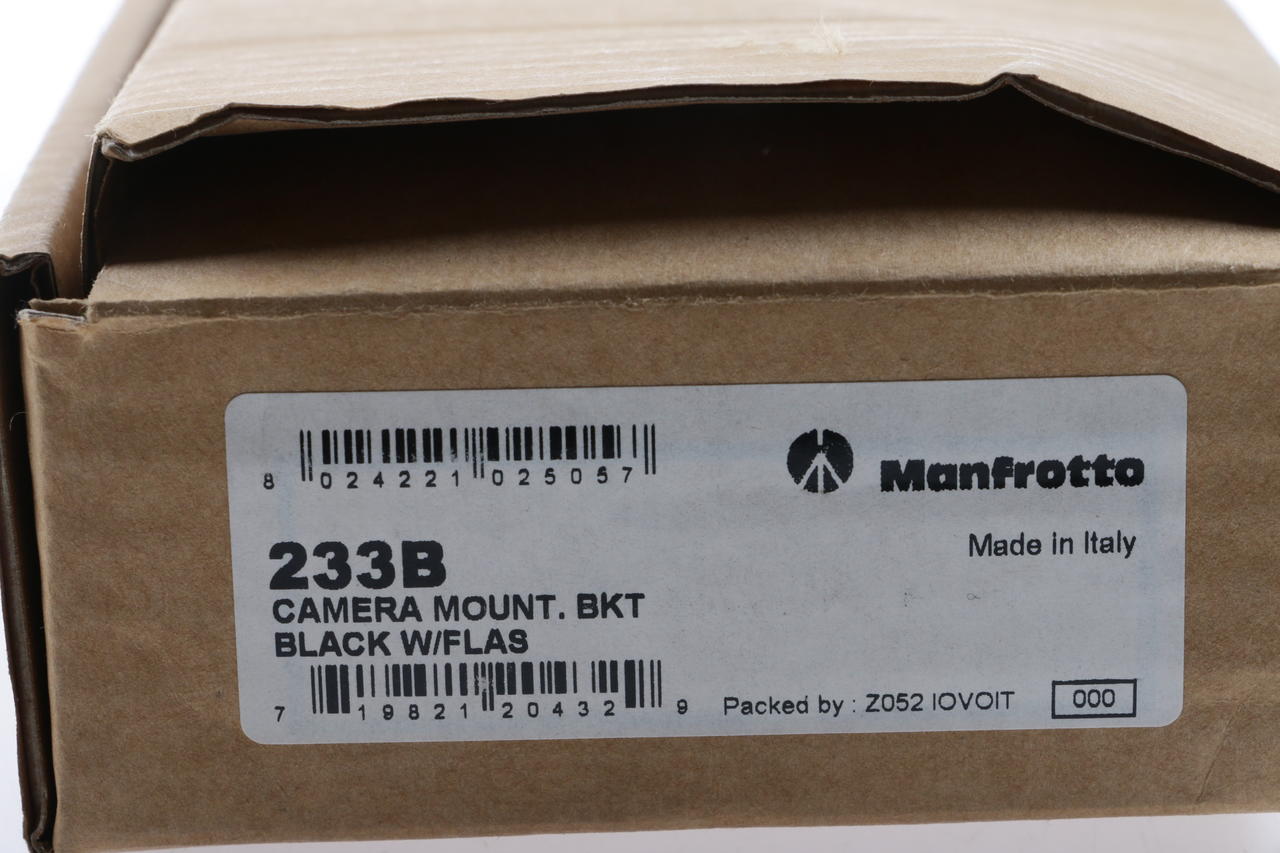 8 024221 025057
Manfrotto
Made in Italy
233B
CAMERA MOUNT. BKT
BLACK W/FLAS
7 19821 20432 9
Packed by : Z052 IOVOIT
000